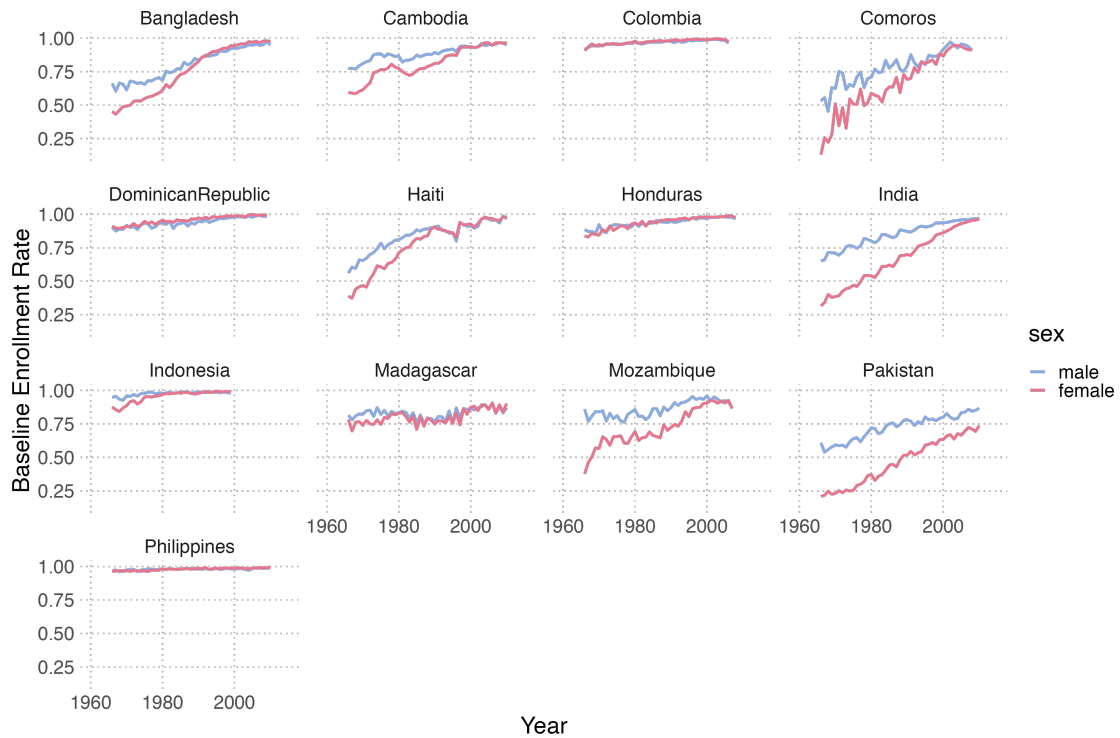 Bangladesh Cambodia Colombia Comoros
1.00
0.75
0.50
0.25
DominicanRepublic Haiti Honduras India
1.00
0.75
0.50
0.25
Indonesia Madagascar Mozambique Pakistan
1.00
0.75
0.50
0.25
1960 1980 2000 1960 1980 2000 1960 1980 2000
Philippines
1.00
0.75
0.50
0.25
1960 1980 2000
Year
Baseline Enrollment Rate
sex
male
female